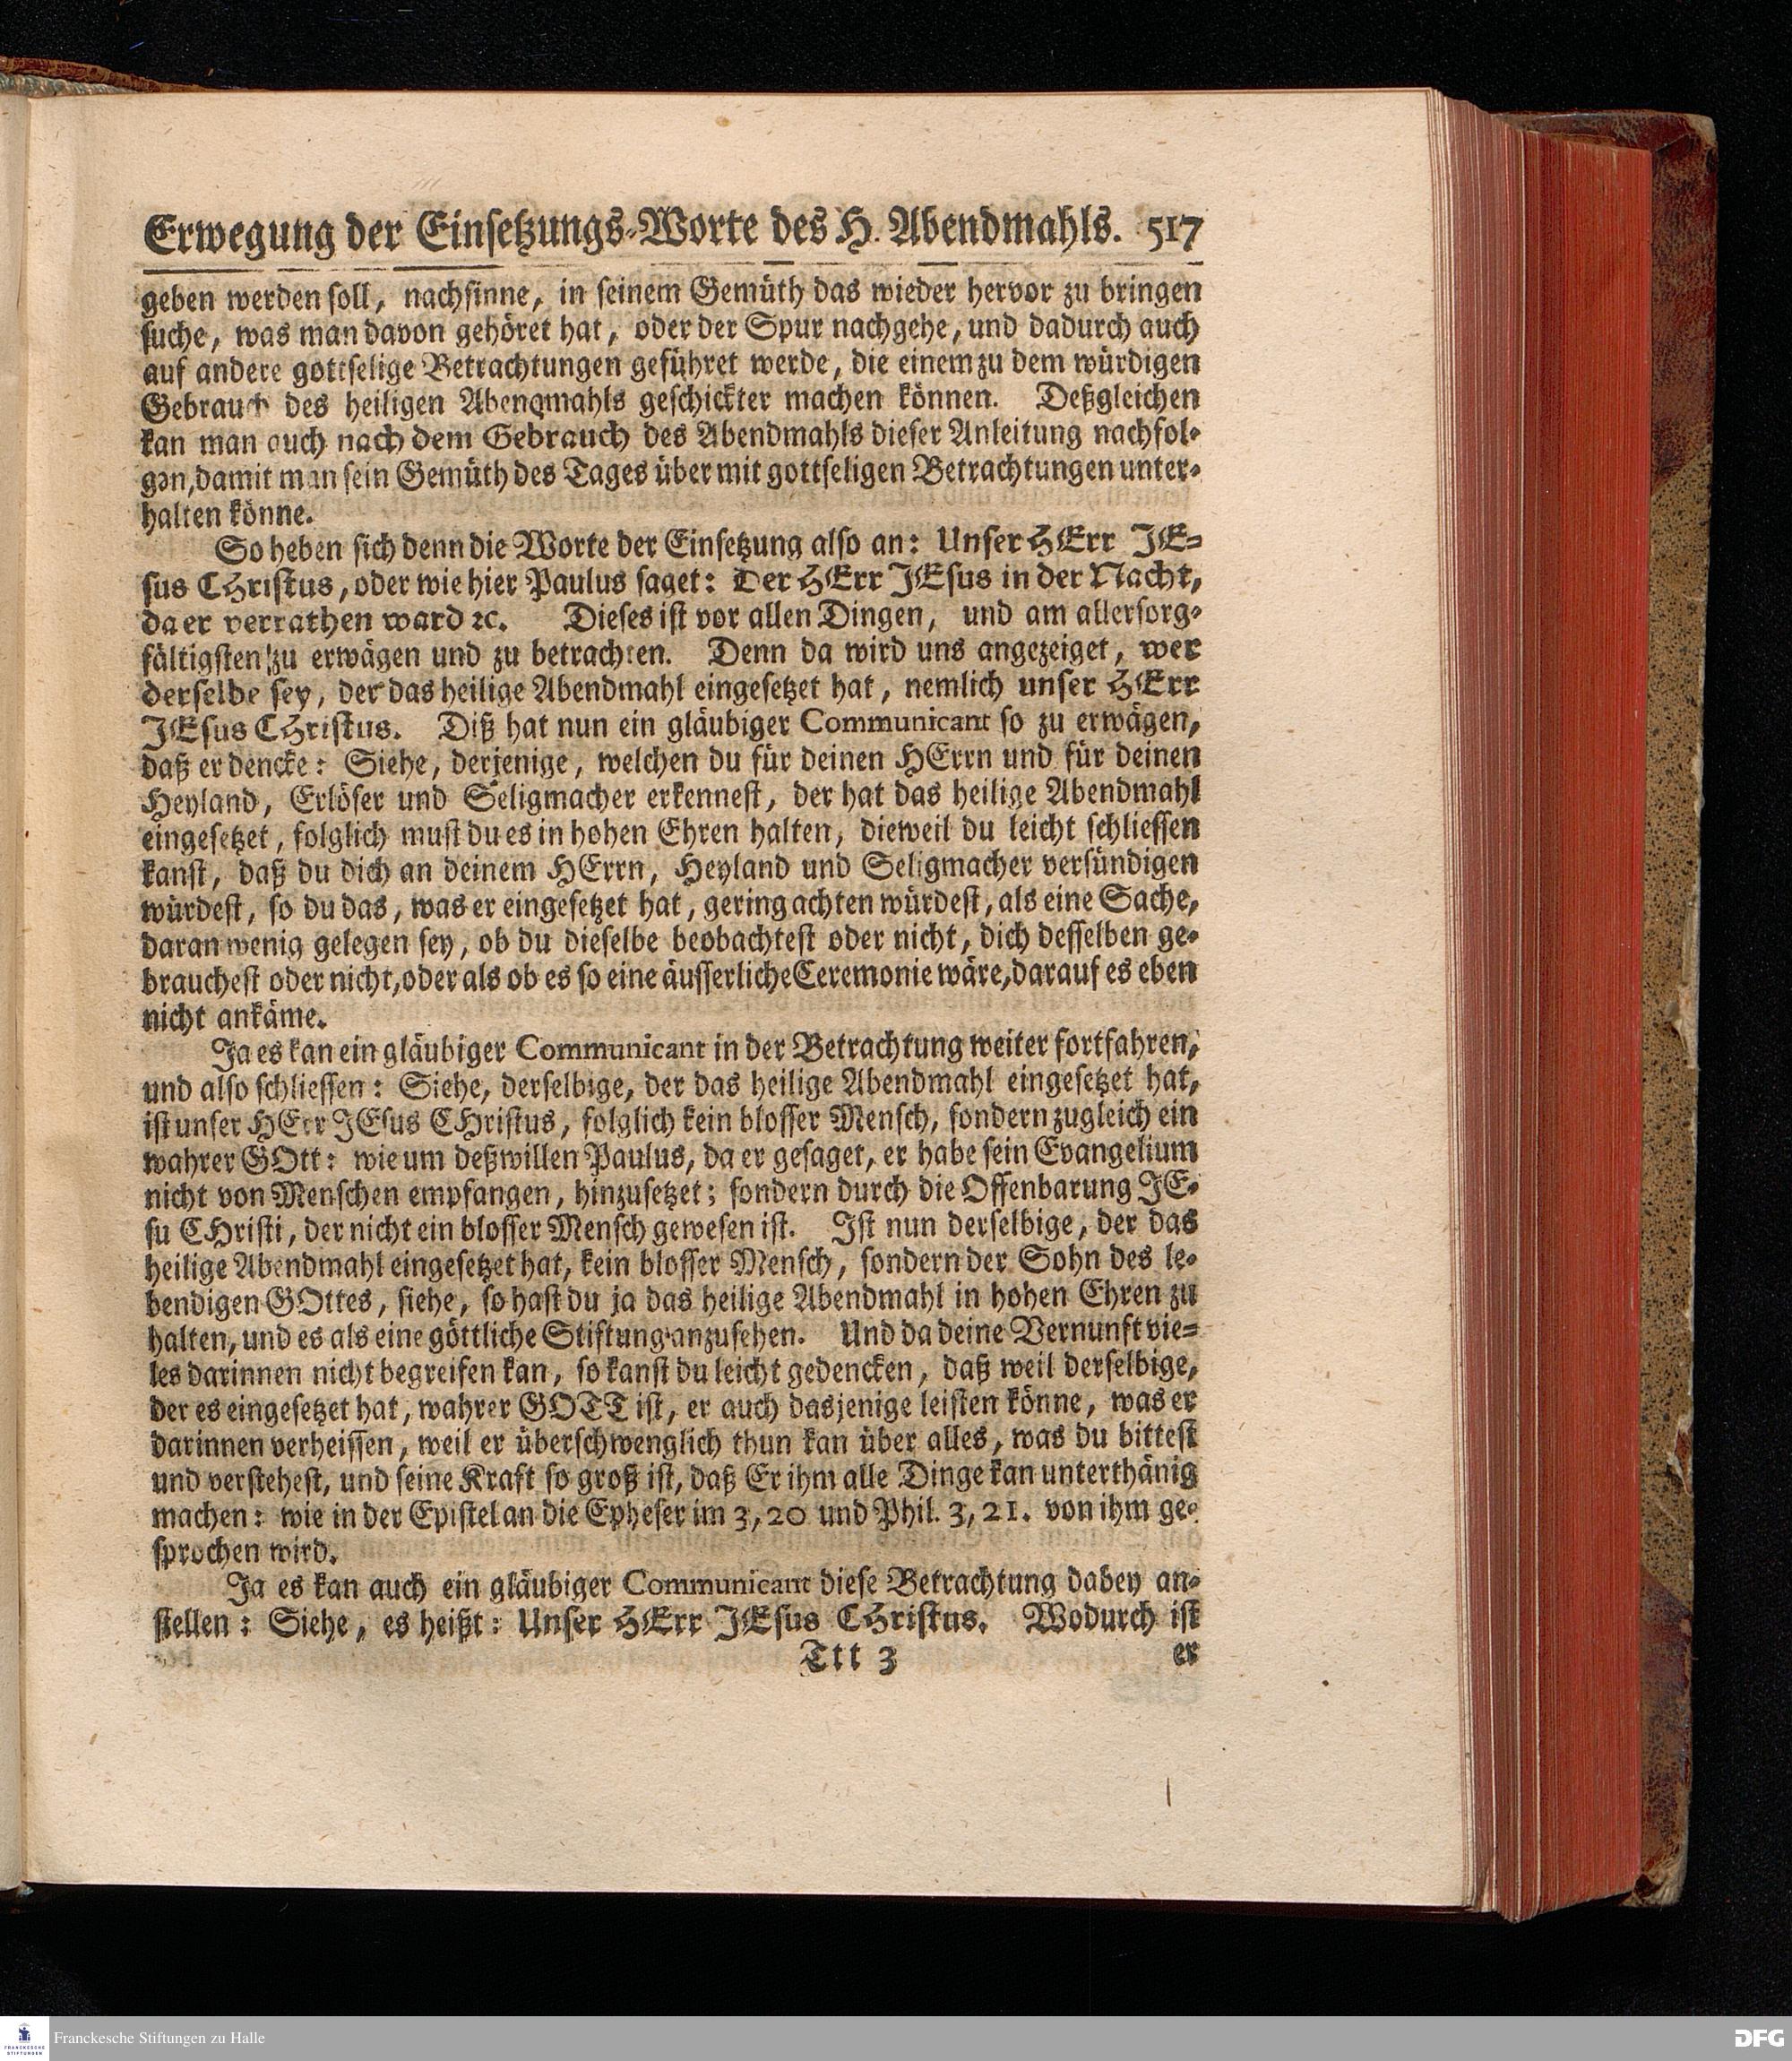 Erwegung der Einsetzungs-Worte des H. Abendmahls. 517
geben werden soll, nachsinne, in seinem Gemüth das wieder hervor zu bringen
suche, was man davon gehöret hat, oder der Spur nachgehe, und dadurch auch
auf andere gottselige Betrachtungen geführet werde, die einem zu dem würdigen
Gebrauch des heiligen Abendmahls geschickter machen können. Deßgleichen
kan man auch nach dem Gebrauch des Abendmahls dieser Anleitung nachfol-
gen, damit man sein Gemüth des Tages über mit gottseligen Betrachtungen unter-
halten könne.
So heben sich denn die Worte der Einsetzung also an: Unser HErr JE-
sus CHristus, oder wie hier Paulus saget: Der HErr JEsus in der Nacht,
da er verrathen ward ꝛc. Dieses ist vor allen Dingen, und am allersorg-
fältigsten zu erwägen und zu betrachten. Denn da wird uns angezeiget, wer
derselbe sey, der das heilige Abendmahl eingesetzet hat, nemlich unser HErr
JEsus CHristus. Diß hat nun ein gläubiger Communicant so zu erwägen,
daß er dencke: Siehe, derjenige, welchen du für deinen HErrn und für deinen
Heyland, Erlöser und Seligmacher erkennest, der hat das heilige Abendmahl
eingesetzet, folglich must du es in hohen Ehren halten, dieweil du leicht schliessen
kanst, daß du dich an deinem HErrn, Heyland und Seligmacher versündigen
würdest, so du das, was er eingesetzet hat, gering achten würdest, als eine Sache,
daran wenig gelegen sey, ob du dieselbe beobachtest oder nicht, dich desselben ge-
brauchest oder nicht, oder als ob es so eine äusserliche Ceremonie wäre, darauf es eben
nicht ankäme.
Ja es kan ein gläubiger Communicant in der Betrachtung weiter fortfahren,
und also schliessen: Siehe, derselbige, der das heilige Abendmahl eingesetzet hat,
ist unser HErr JEsus CHristus, folglich kein blosser Mensch, sondern zugleich ein
wahrer GOtt: wie um deßwillen Paulus, da er gesaget, er habe sein Evangelium
nicht von Menschen empfangen, hinzusetzet; sondern durch die Offenbarung JE-
su CHristi, der nicht ein blosser Mensch gewesen ist. Ist nun derselbige, der das
heilige Abendmahl eingesetzet hat, kein blosser Mensch, sondern der Sohn des le-
bendigen GOttes, siehe, so hast du ja das heilige Abendmahl in hohen Ehren zu
halten, und es als eine göttliche Stiftung anzusehen. Und da deine Vernunft vie-
les darinnen nicht begreifen kan, so kanst du leicht gedencken, daß weil derselbige,
der es eingesetzet hat, wahrer GOTT ist, er auch dasjenige leisten könne, was er
darinnen verheissen, weil er überschwenglich thun kan über alles, was du bittest
und verstehest, und seine Kraft so groß ist, daß Er ihm alle Dinge kan unterthänig
machen: wie in der Epistel an die Epheser im 3, 20 und Phil. 3, 21. von ihm ge-
sprochen wird.
Ja es kan auch ein gläubiger Communicant diese Betrachtung dabey an-
stellen: Siehe, es heißt: Unser HErr JEsus CHristus. Wodurch ist
Ttt 3 er
FRANCKESCHE STIFTUNGEN
Franckesche Stiftungen zu Halle
DFG